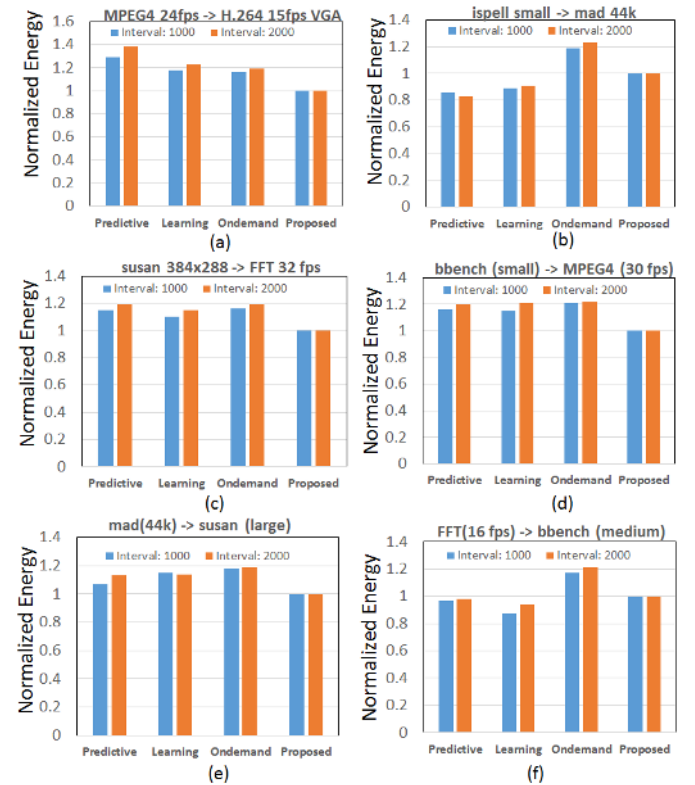 MPEG4 24fps -> H.264 15fps VGA
Interval: 1000 Interval: 2000
Normalized Energy
1.6
1.4
1.2
1
0.8
0.6
0.4
1.2
0
Predictive Learning Ondemand Proposed
(a)
ispell small -> mad 44k
Interval: 1000 Interval: 2000
Normalized Energy
1.4
1.2
1
0.8
0.6
0.4
0.2
0
Predictive Learning Ondemand Proposed
(b)
susan 384x288 -> FFT 32 fps
Interval: 1000 Interval: 2000
Normalized Energy
1.4
1.2
1
0.8
0.6
0.4
0.2
0
Predictive Learning Ondemand Proposed
(c)
bbench (small) -> MPEG4 (30 fps)
Interval: 1000 Interval: 2000
Normalized Energy
1.4
1.2
1
0.8
0.6
0.4
0.2
0
Predictive Learning Ondemand Proposed
(d)
mad(44k) -> susan (large)
Interval: 1000 Interval: 2000
Normalized Energy
1.4
1.2
1
0.8
0.6
0.4
0.2
0
Predictive Learning Ondemand Proposed
(e)
FFT(16 fps) -> bbench (medium)
Interval: 1000 Interval: 2000
Normalized Energy
1.4
1.2
1
0.8
0.6
0.4
0.2
0
Predictive Learning Ondemand Proposed
(f)